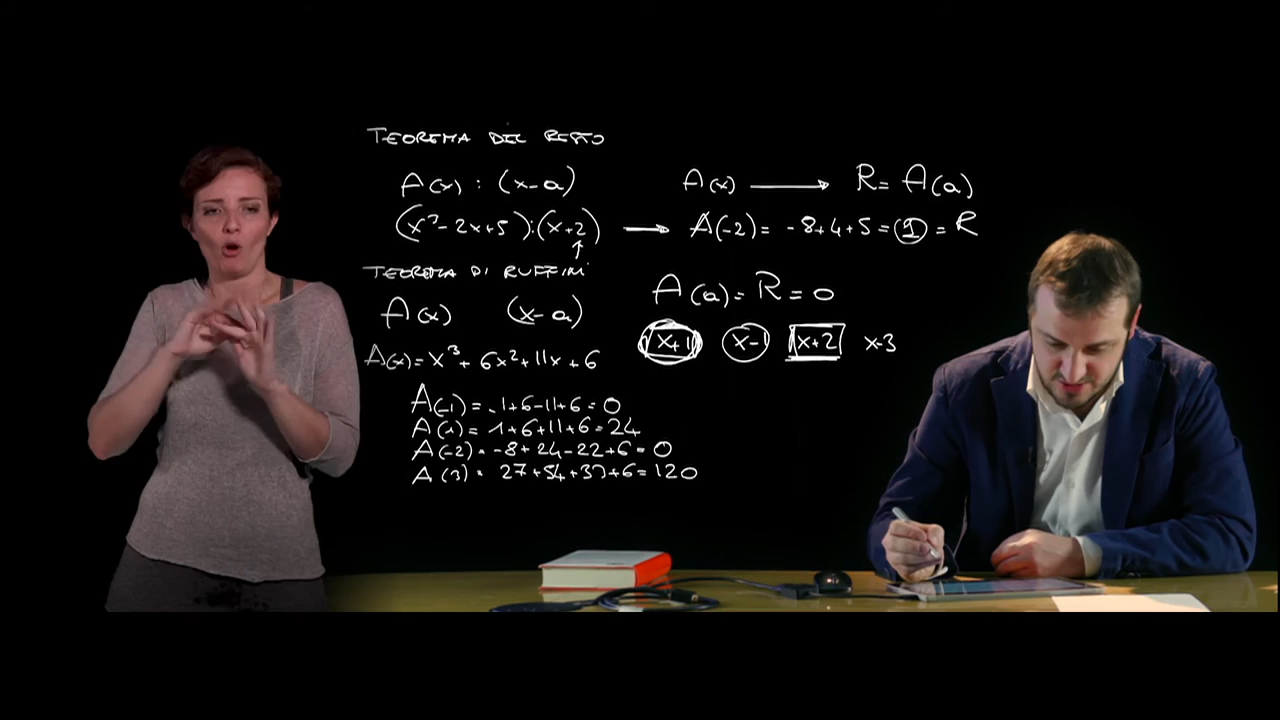 TEOREMA DEL RESTO
A(x) : (x-a) A(x) → R = A(a)
(x³-2x+5):(x+2) → A(-2) = -8+4+5 = 1 = R
↑
TEOREMA DI RUFFINI
A(x) (x-a) A(a) = R = 0
x+1 x-1 x+2 x-3
A(x) = x³+6x²+11x+6
A(-1) = -1+6-11+6 = 0
A(1) = 1+6+11+6 = 24
A(-2) = -8+24-22+6 = 0
A(3) = 27+54+33+6 = 120